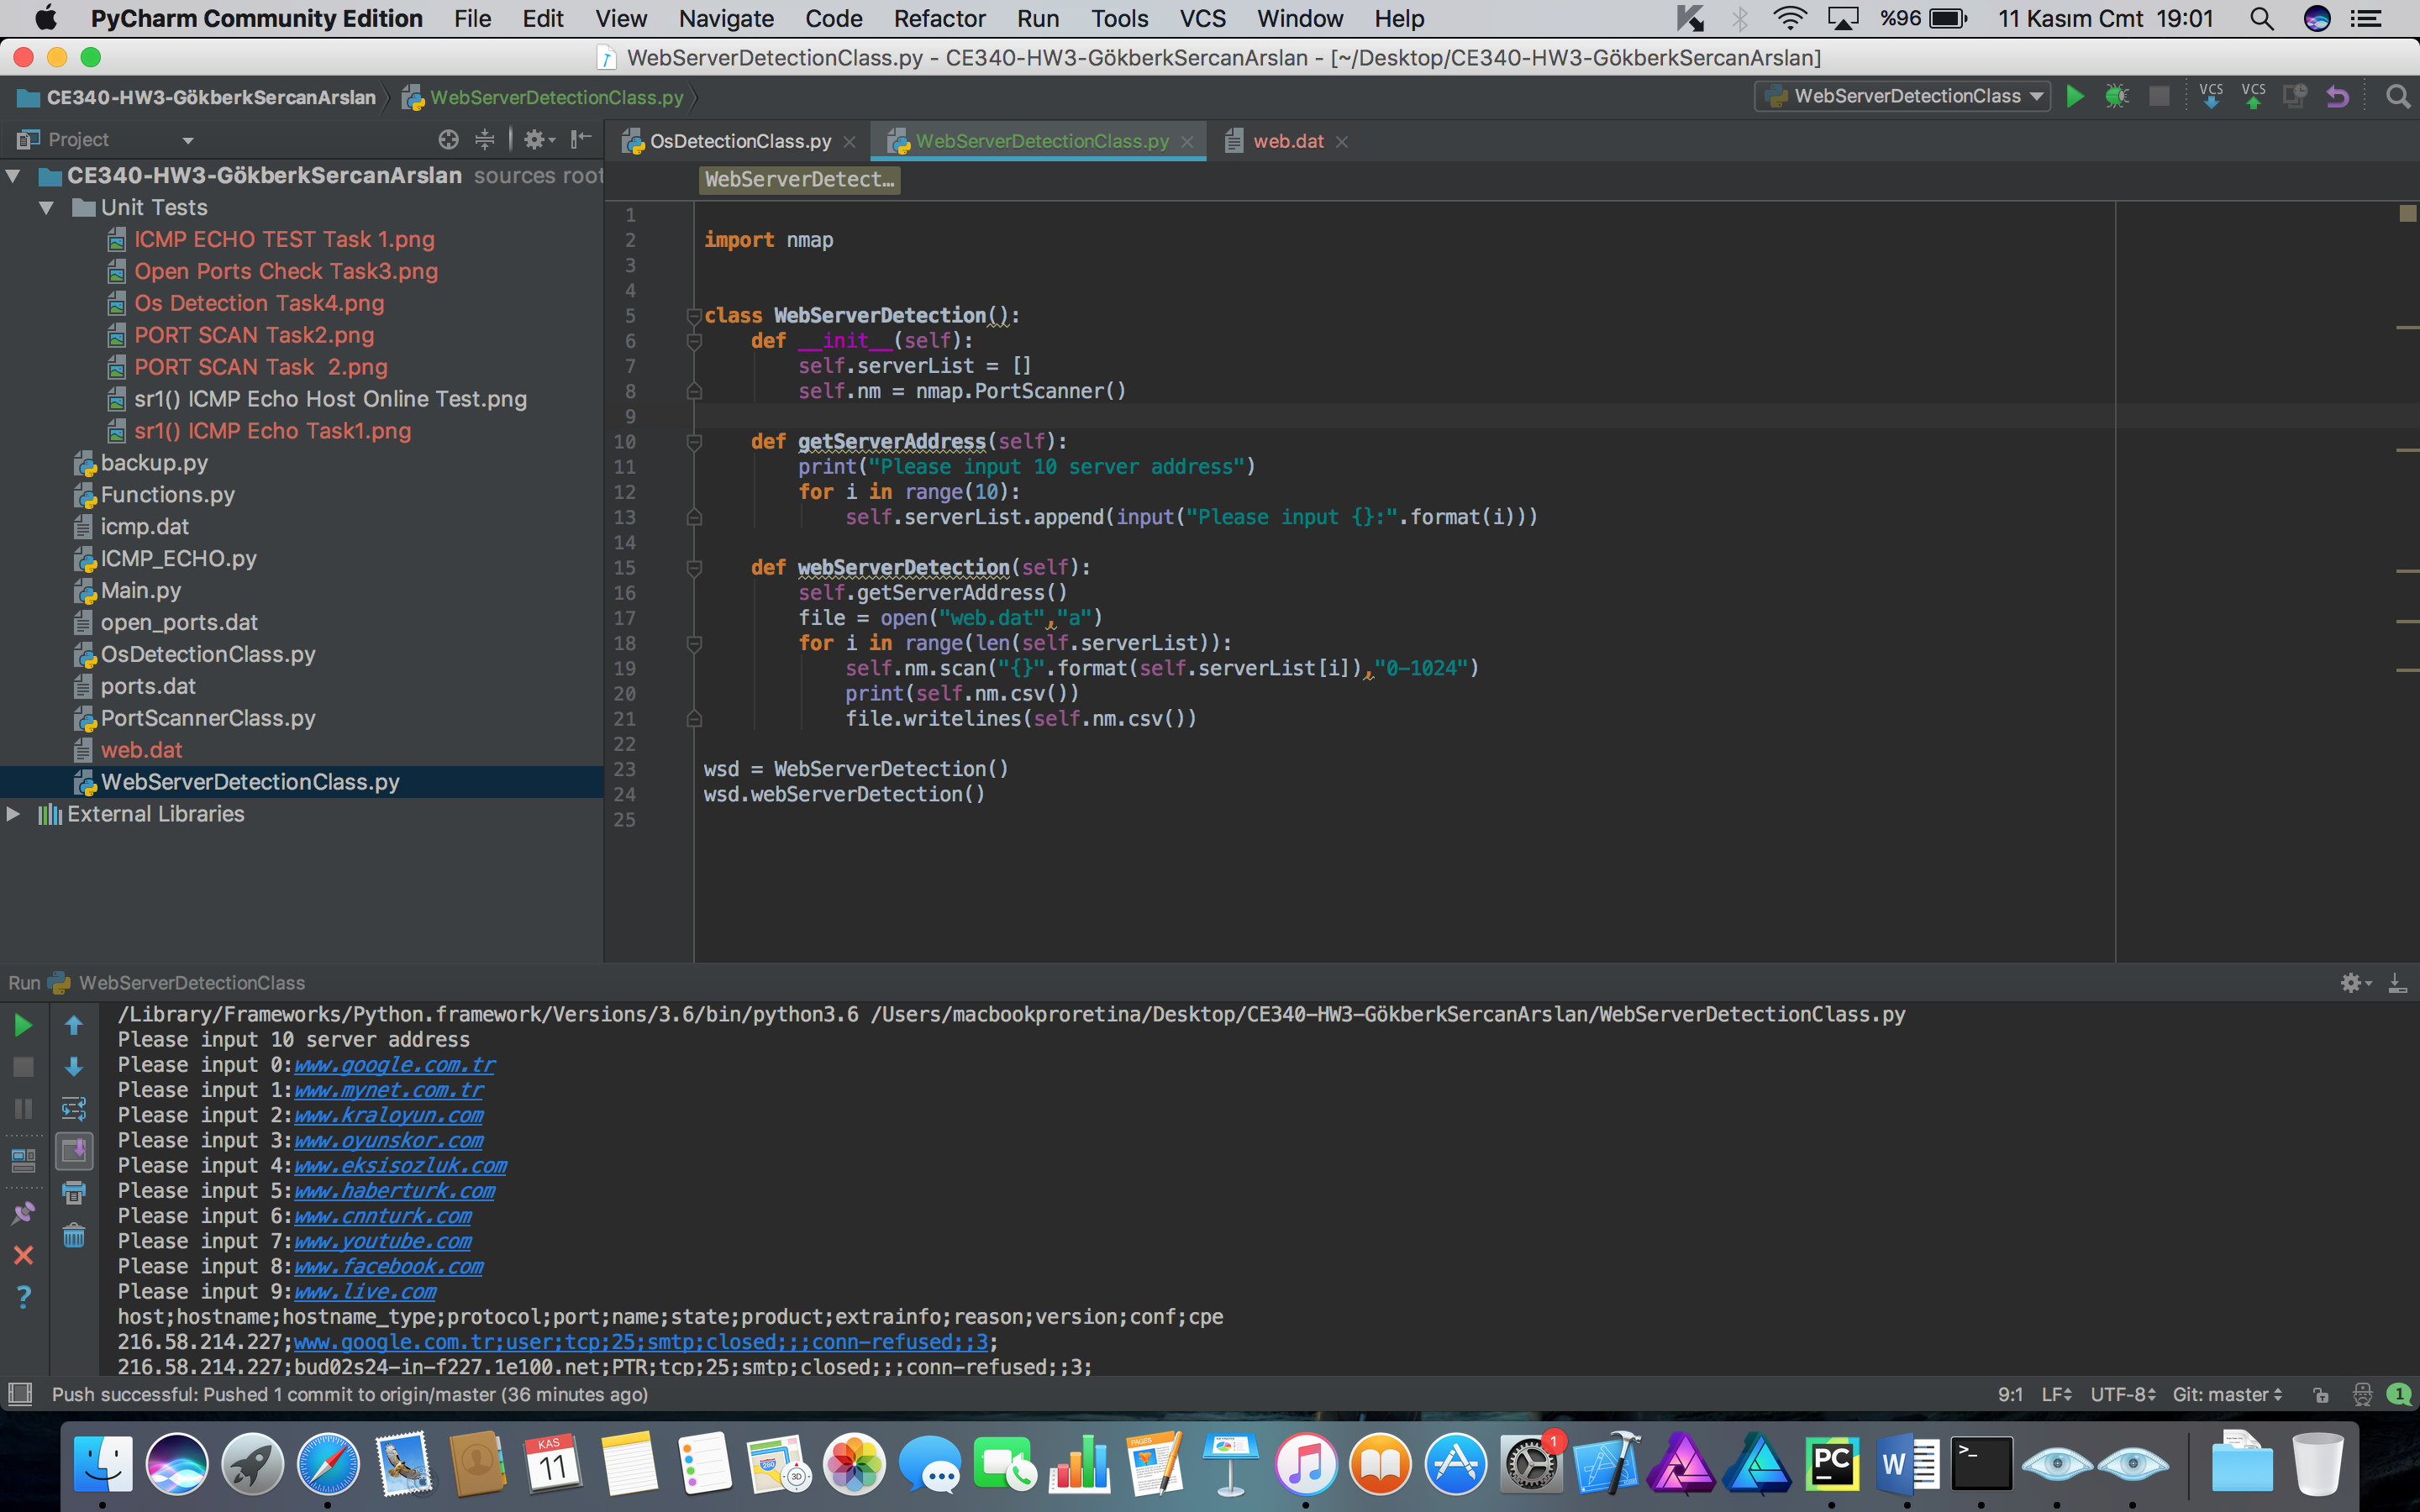 PyCharm Community Edition File Edit View Navigate Code Refactor Run Tools VCS Window Help %96 11 Kasım Cmt 19:01
WebServerDetectionClass.py - CE340-HW3-GökberkSercanArslan - [~/Desktop/CE340-HW3-GökberkSercanArslan]
CE340-HW3-GökberkSercanArslan WebServerDetectionClass.py WebServerDetectionClass VCS VCS
Project
OsDetectionClass.py WebServerDetectionClass.py web.dat
CE340-HW3-GökberkSercanArslan sources root
Unit Tests
ICMP ECHO TEST Task 1.png
Open Ports Check Task3.png
Os Detection Task4.png
PORT SCAN Task2.png
PORT SCAN Task  2.png
sr1() ICMP Echo Host Online Test.png
sr1() ICMP Echo Task1.png
backup.py
Functions.py
icmp.dat
ICMP_ECHO.py
Main.py
open_ports.dat
OsDetectionClass.py
ports.dat
PortScannerClass.py
web.dat
WebServerDetectionClass.py
External Libraries
WebServerDetect...
1
2 import nmap
3
4
5 class WebServerDetection():
6     def __init__(self):
7         self.serverList = []
8         self.nm = nmap.PortScanner()
9
10     def getServerAddress(self):
11         print("Please input 10 server address")
12         for i in range(10):
13             self.serverList.append(input("Please input {}:".format(i)))
14
15     def webServerDetection(self):
16         self.getServerAddress()
17         file = open("web.dat","a")
18         for i in range(len(self.serverList)):
19             self.nm.scan("{}".format(self.serverList[i]),"0-1024")
20             print(self.nm.csv())
21             file.writelines(self.nm.csv())
22
23 wsd = WebServerDetection()
24 wsd.webServerDetection()
25
Run WebServerDetectionClass
/Library/Frameworks/Python.framework/Versions/3.6/bin/python3.6 /Users/macbookproretina/Desktop/CE340-HW3-GökberkSercanArslan/WebServerDetectionClass.py
Please input 10 server address
Please input 0:www.google.com.tr
Please input 1:www.mynet.com.tr
Please input 2:www.kraloyun.com
Please input 3:www.oyunskor.com
Please input 4:www.eksisozluk.com
Please input 5:www.haberturk.com
Please input 6:www.cnnturk.com
Please input 7:www.youtube.com
Please input 8:www.facebook.com
Please input 9:www.live.com
host;hostname;hostname_type;protocol;port;name;state;product;extrainfo;reason;version;conf;cpe
216.58.214.227;www.google.com.tr;user;tcp;25;smtp;closed;;;conn-refused;;3;
216.58.214.227;bud02s24-in-f227.1e100.net;PTR;tcp;25;smtp;closed;;;conn-refused;;3;
Push successful: Pushed 1 commit to origin/master (36 minutes ago) 9:1 LF UTF-8 Git: master 1
KAS
11
280
3D
PAGES
1
PC
W
>_